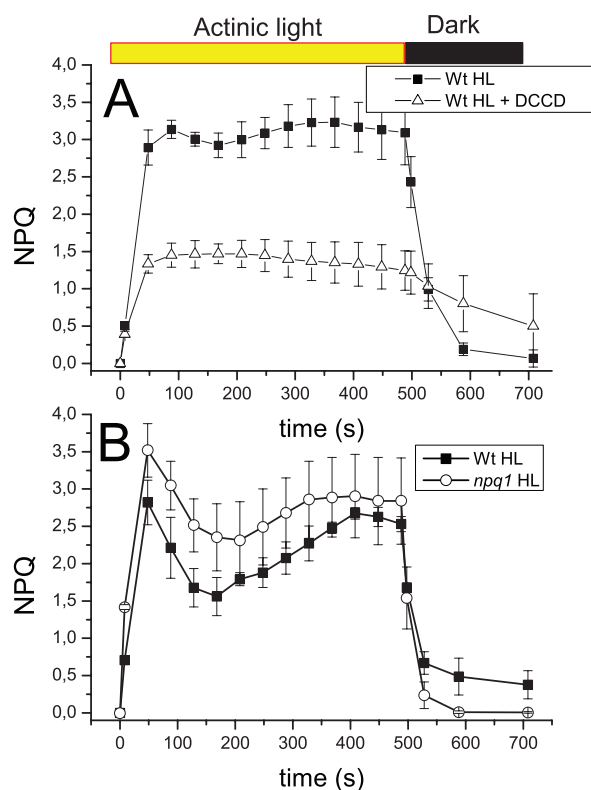 Actinic light
Dark
A
Wt HL
Wt HL + DCCD
4,0
3,5
3,0
2,5
2,0
1,5
1,0
0,5
0,0
NPQ
0 100 200 300 400 500 600 700
time (s)
B
Wt HL
npq1 HL
4,0
3,5
3,0
2,5
2,0
1,5
1,0
0,5
0,0
NPQ
0 100 200 300 400 500 600 700
time (s)